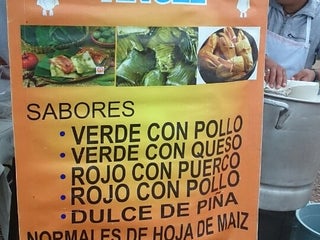 SABORES
• VERDE CON POLLO
• VERDE CON QUESO
• ROJO CON PUERCO
• ROJO CON POLLO
• DULCE DE PIÑA
NORMALES DE HOJA DE MAIZ